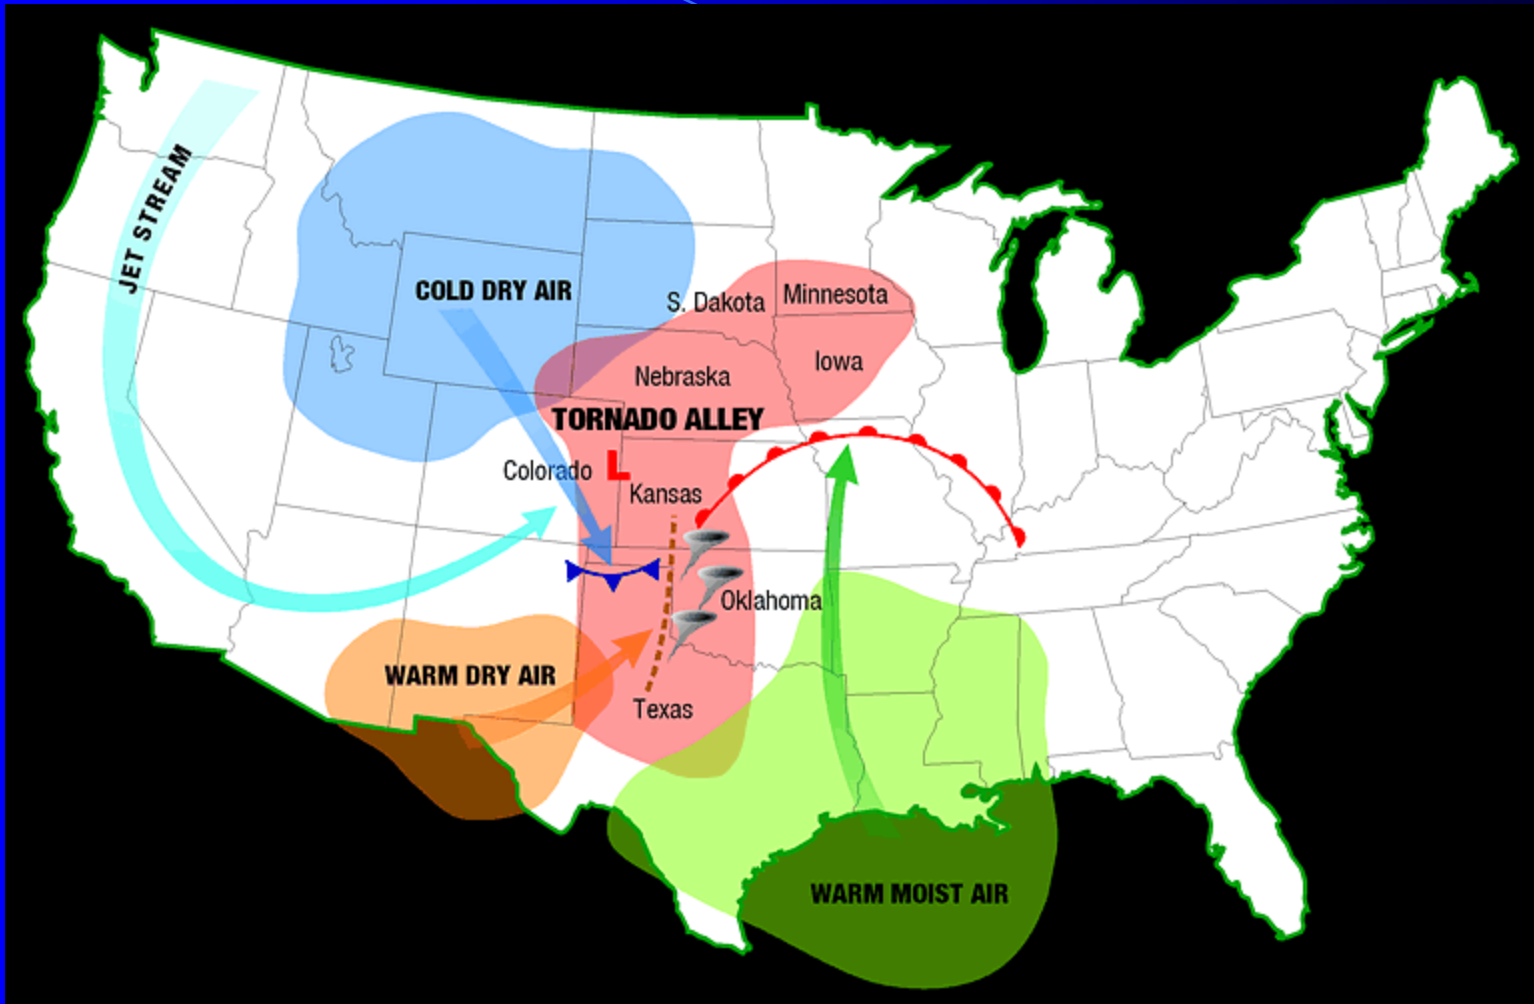 JET STREAM
COLD DRY AIR
S. Dakota
Minnesota
Iowa
Nebraska
TORNADO ALLEY
Colorado
L
Kansas
Oklahoma
WARM DRY AIR
Texas
WARM MOIST AIR